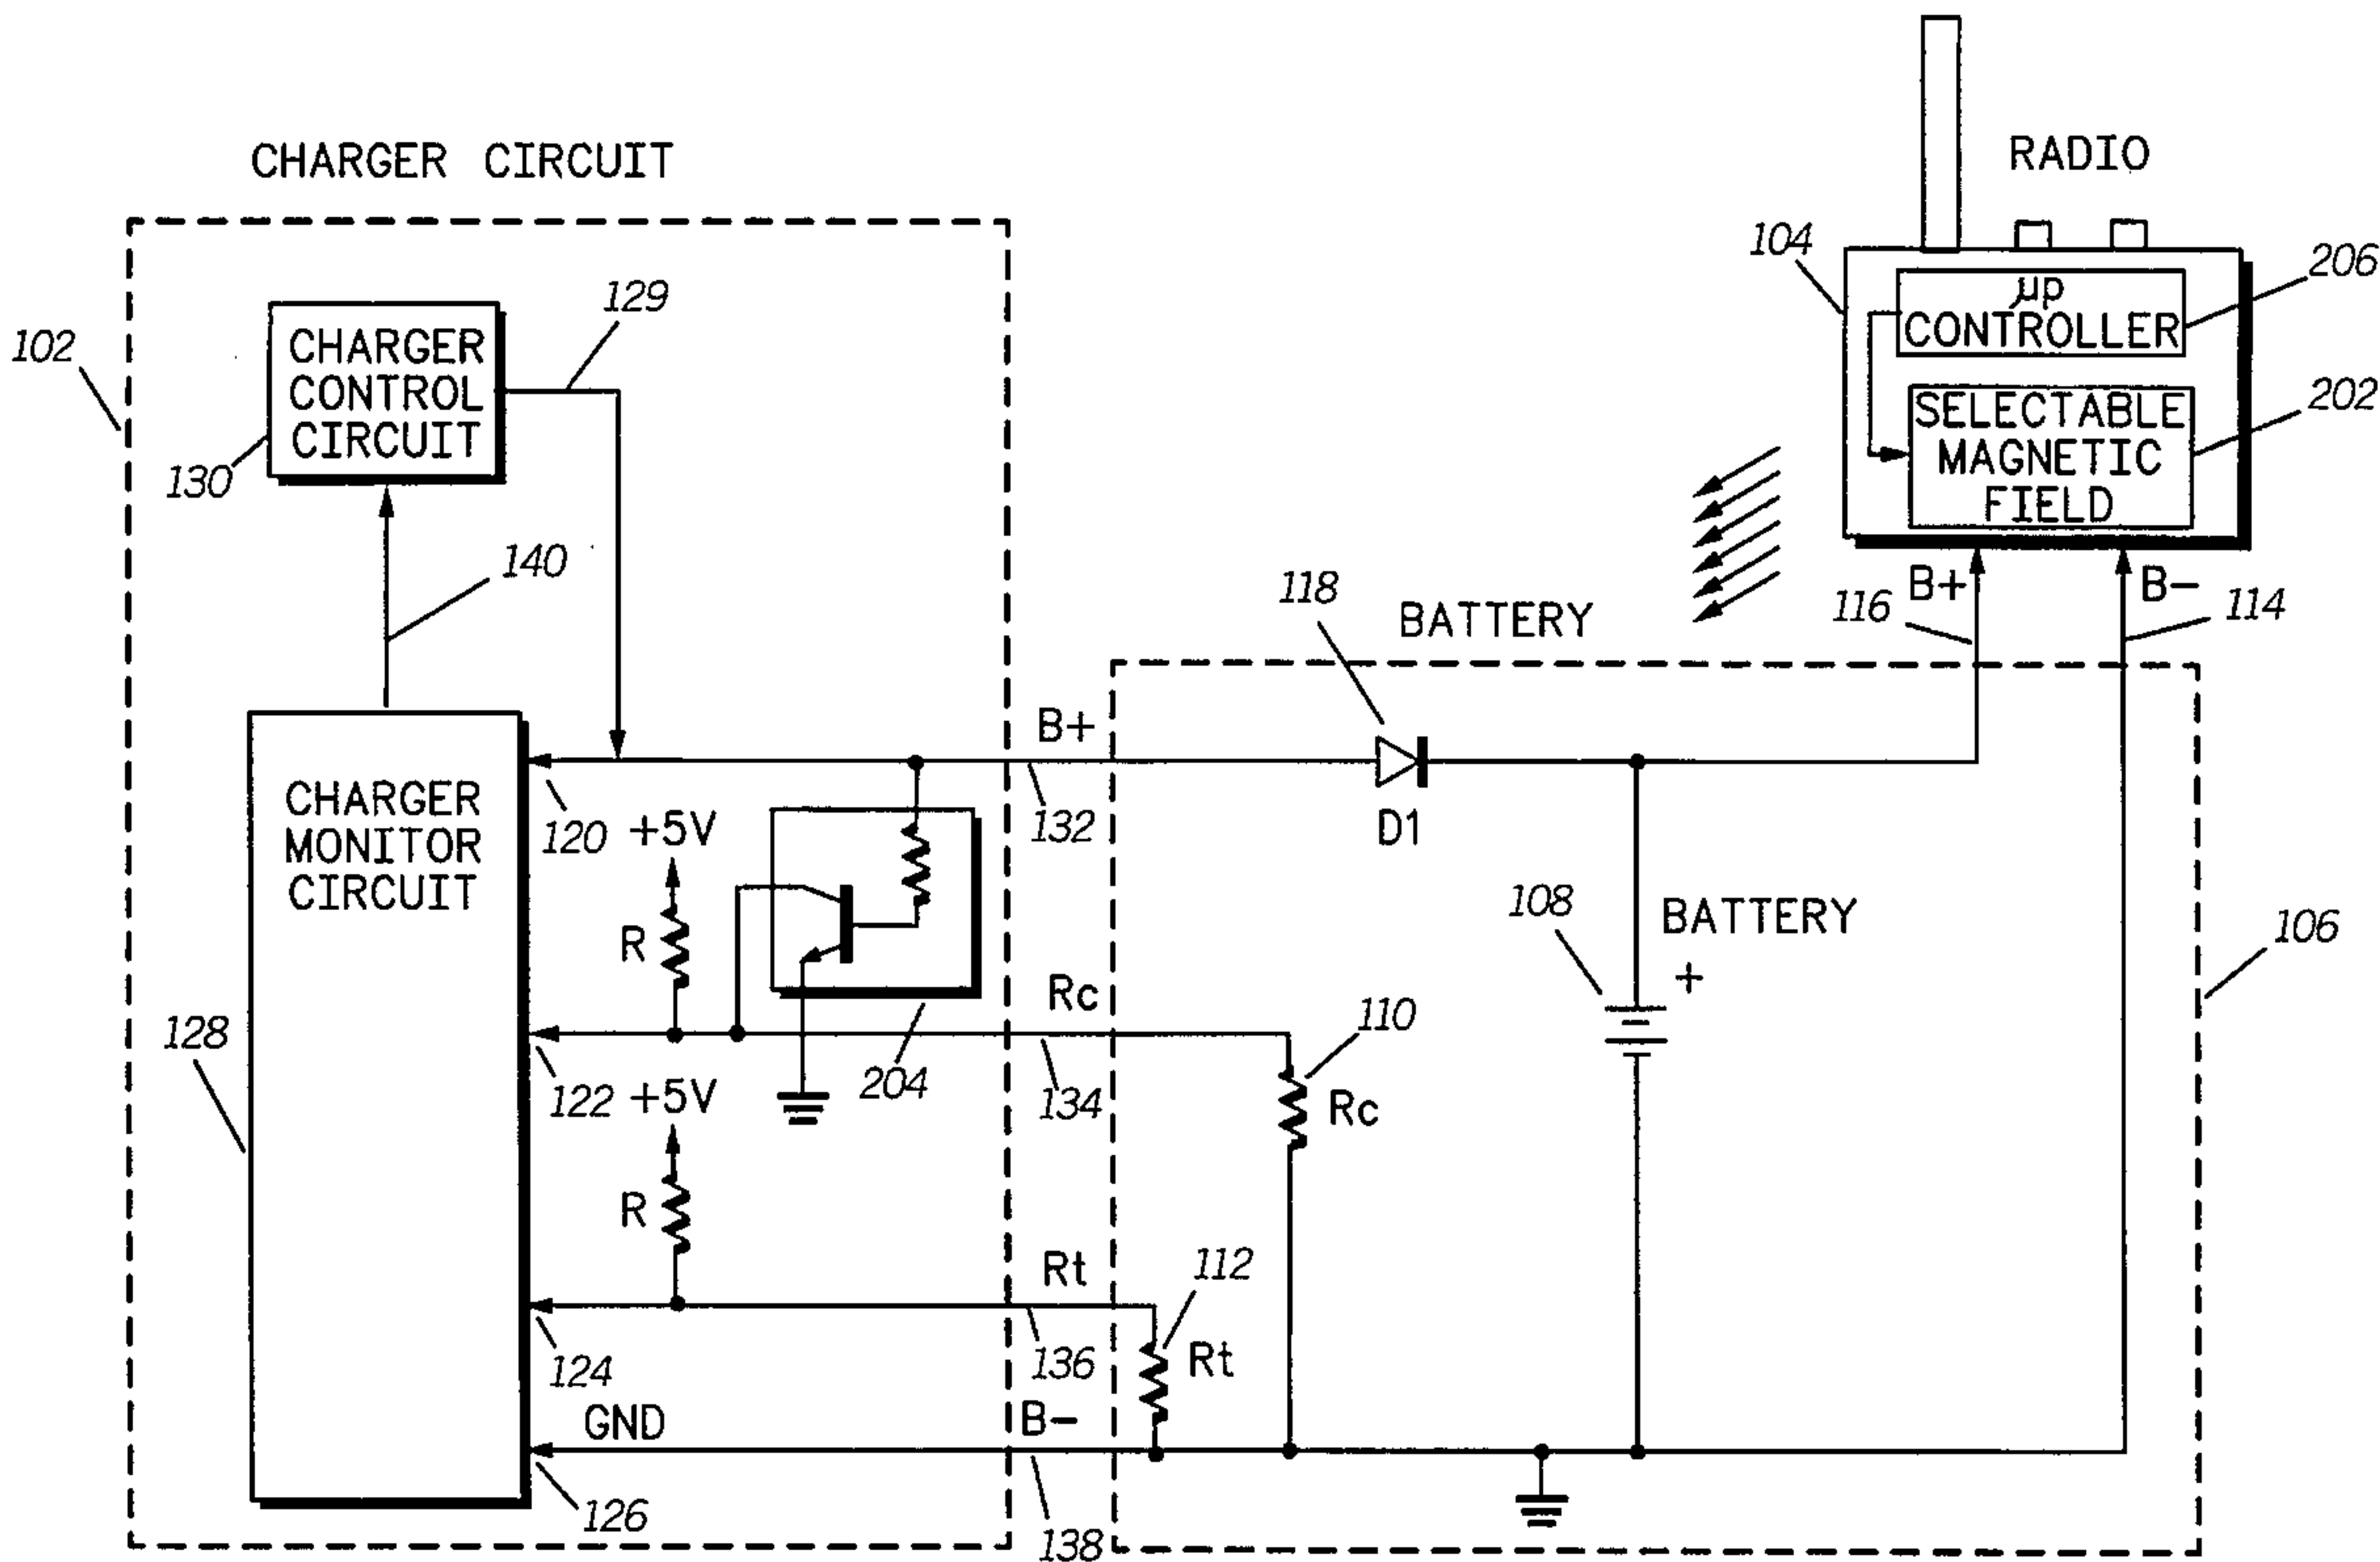 CHARGER CIRCUIT
RADIO
104
206
µp
CONTROLLER
129
102
CHARGER
CONTROL
CIRCUIT
130
202
SELECTABLE
MAGNETIC
FIELD
140
118
BATTERY
116
B+
B-
114
B+
CHARGER
MONITOR
CIRCUIT
120
+5V
132
D1
R
108
BATTERY
+
106
Rc
128
110
122
+5V
204
134
Rc
R
Rt
112
124
136
Rt
GND
B-
126
138